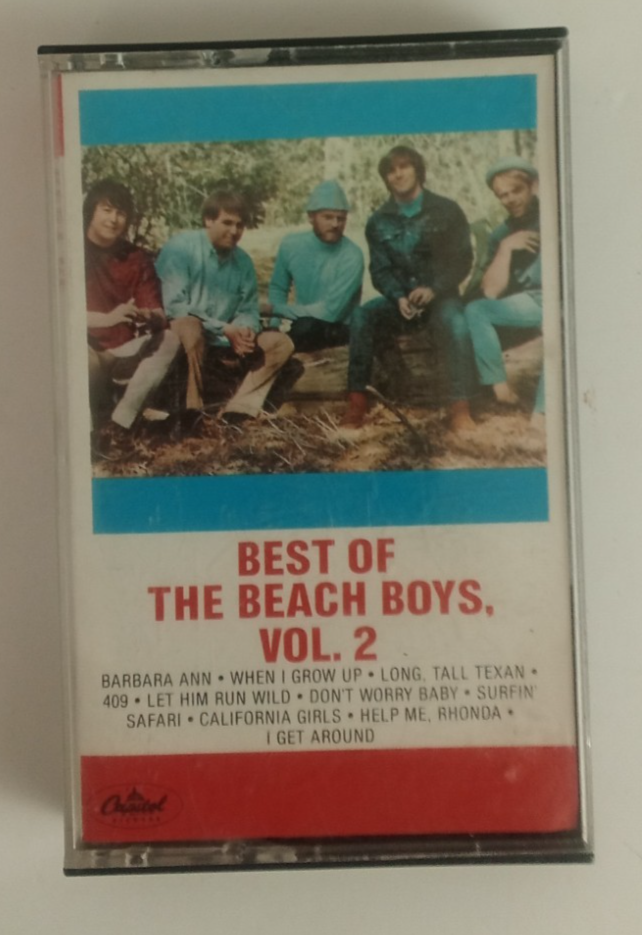 BEST OF
THE BEACH BOYS,
VOL. 2
BARBARA ANN • WHEN I GROW UP • LONG, TALL TEXAN •
409 • LET HIM RUN WILD • DON'T WORRY BABY • SURFIN'
SAFARI • CALIFORNIA GIRLS • HELP ME, RHONDA •
I GET AROUND
Capitol
RECORDS